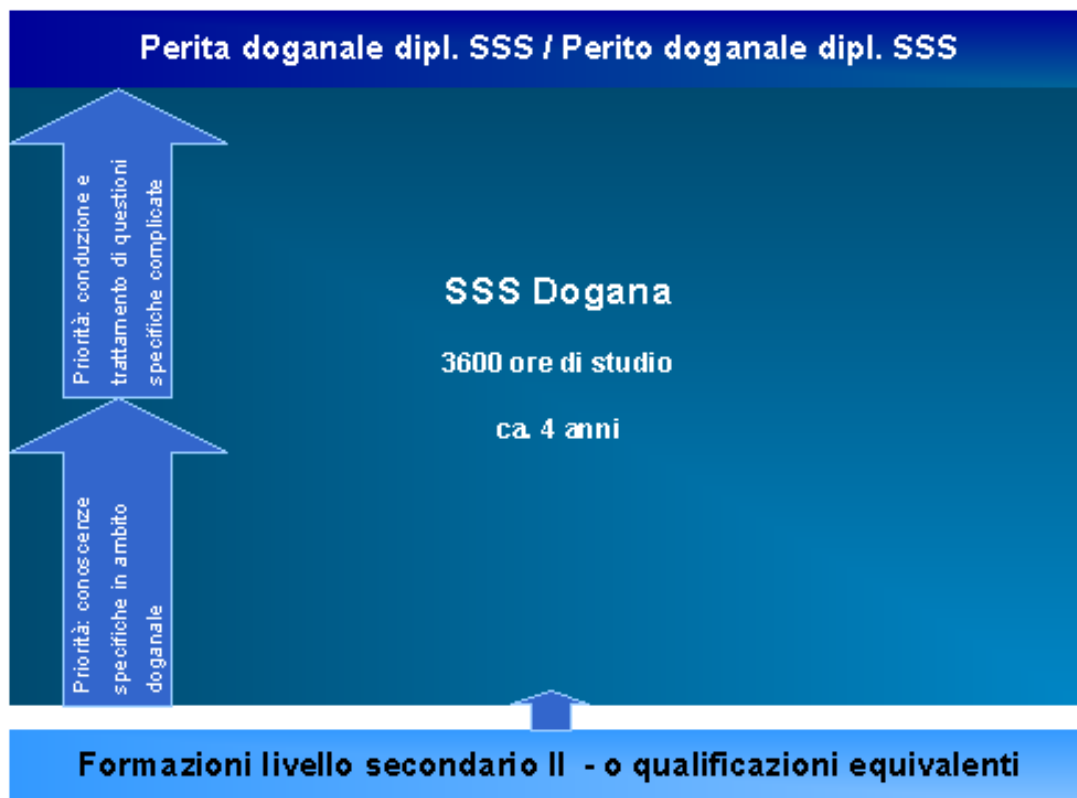 Perita doganale dipl. SSS / Perito doganale dipl. SSS
Priorità: conduzione e
trattamento di questioni
specifiche complicate
SSS Dogana
3600 ore di studio
ca. 4 anni
Priorità: conoscenze
specifiche in ambito
doganale
Formazioni livello secondario II - o qualificazioni equivalenti